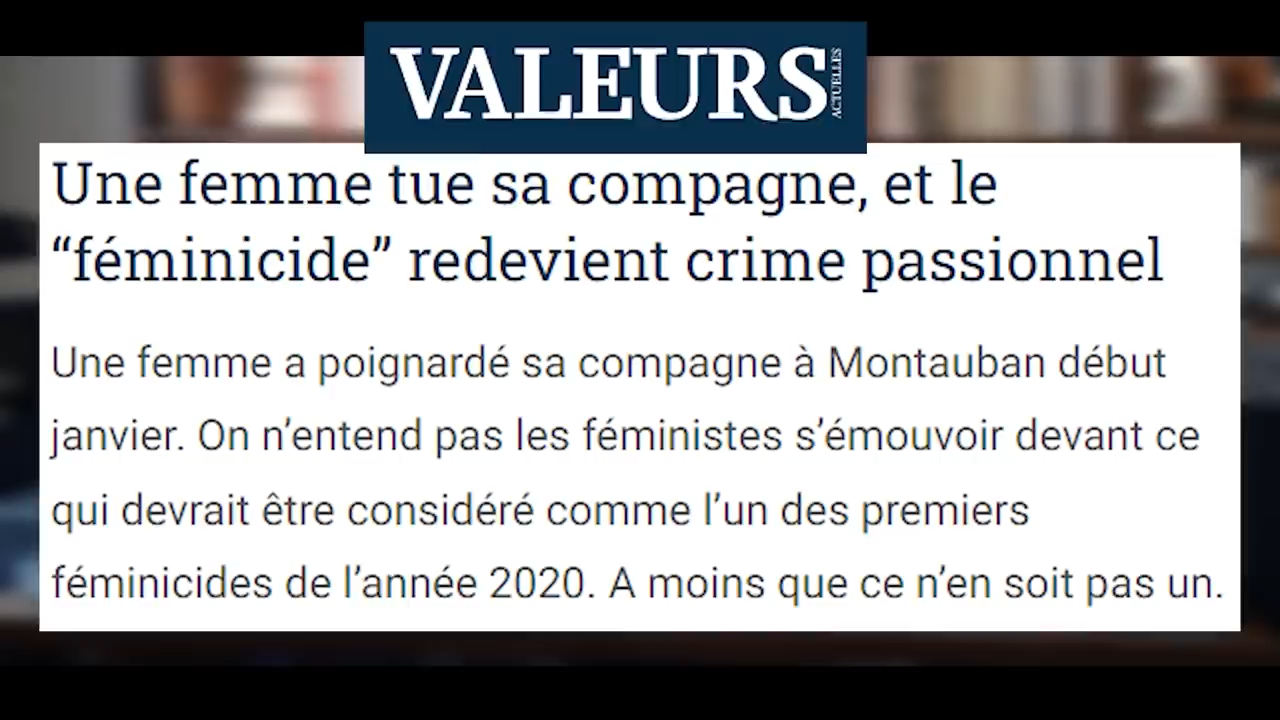 VALEURS
ACTUELLES
Une femme tue sa compagne, et le
“féminicide” redevient crime passionnel
Une femme a poignardé sa compagne à Montauban début
janvier. On n’entend pas les féministes s’émouvoir devant ce
qui devrait être considéré comme l’un des premiers
féminicides de l’année 2020. A moins que ce n’en soit pas un.